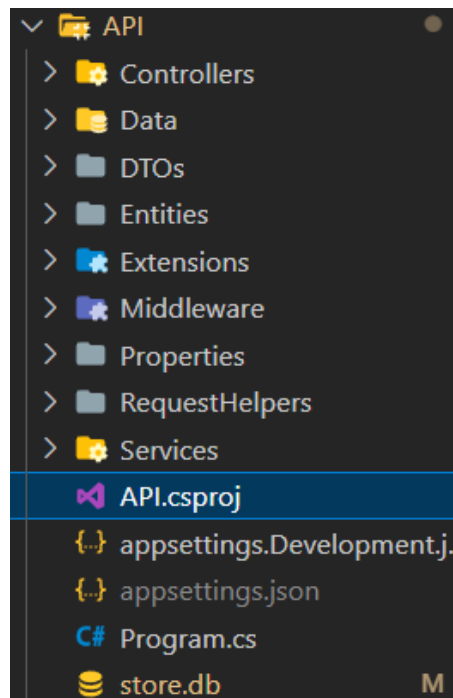 API
Controllers
Data
DTOs
Entities
Extensions
Middleware
Properties
RequestHelpers
Services
API.csproj
{..} appsettings.Development.j.
{..} appsettings.json
C# Program.cs
store.db M